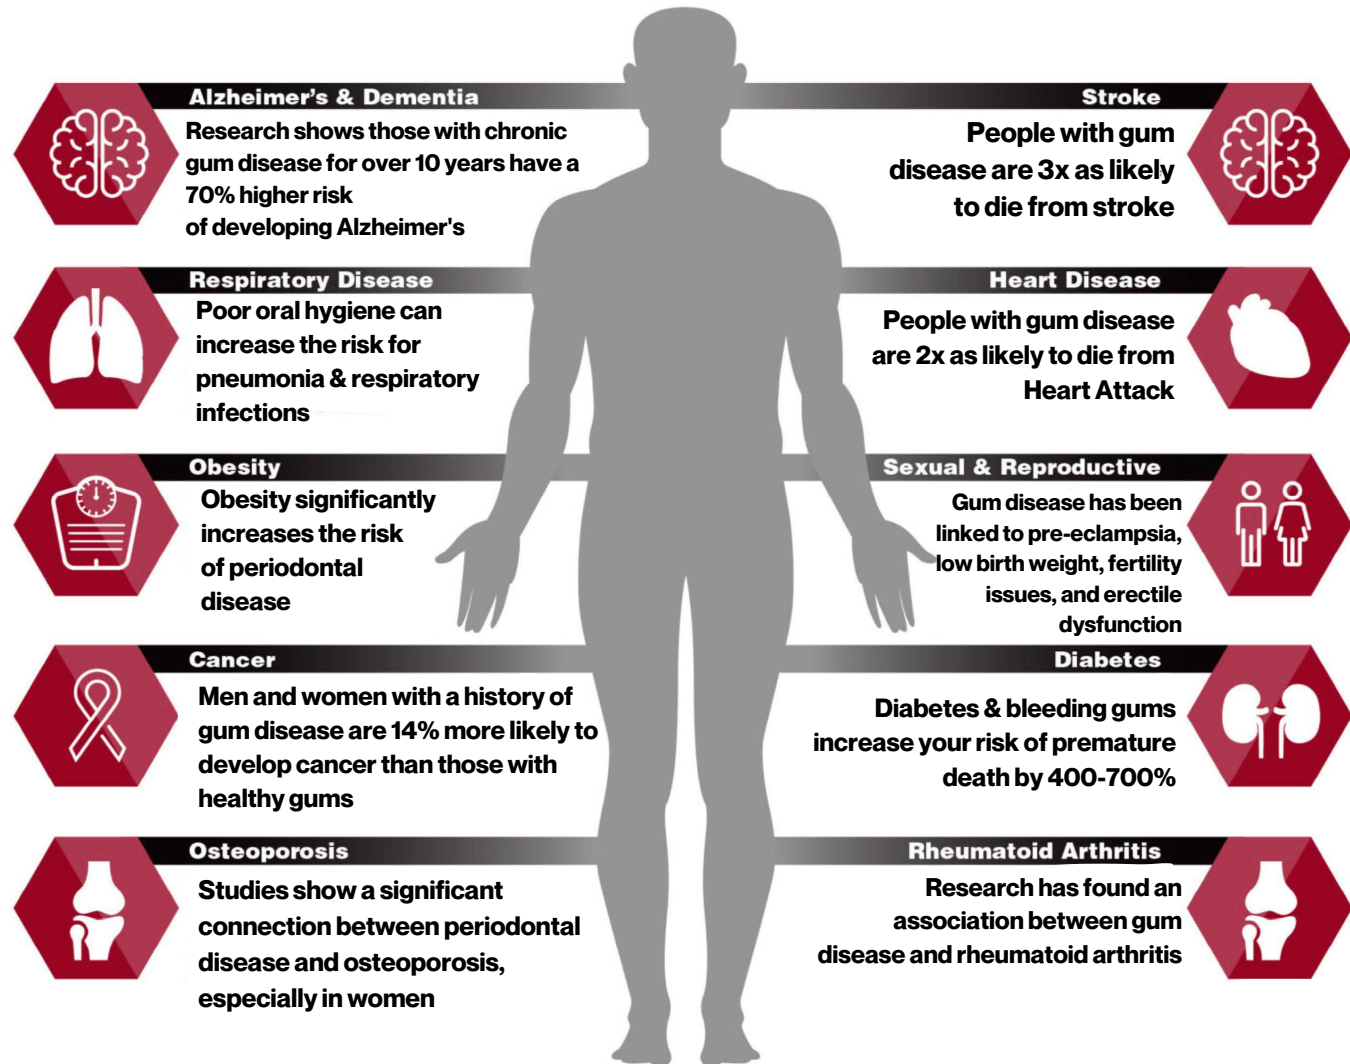 Alzheimer's & Dementia
Research shows those with chronic
gum disease for over 10 years have a
70% higher risk
of developing Alzheimer's
Respiratory Disease
Poor oral hygiene can
increase the risk for
pneumonia & respiratory
infections
Obesity
Obesity significantly
increases the risk
of periodontal
disease
Cancer
Men and women with a history of
gum disease are 14% more likely to
develop cancer than those with
healthy gums
Osteoporosis
Studies show a significant
connection between periodontal
disease and osteoporosis,
especially in women
Stroke
People with gum
disease are 3x as likely
to die from stroke
Heart Disease
People with gum disease
are 2x as likely to die from
Heart Attack
Sexual & Reproductive
Gum disease has been
linked to pre-eclampsia,
low birth weight, fertility
issues, and erectile
dysfunction
Diabetes
Diabetes & bleeding gums
increase your risk of premature
death by 400-700%
Rheumatoid Arthritis
Research has found an
association between gum
disease and rheumatoid arthritis